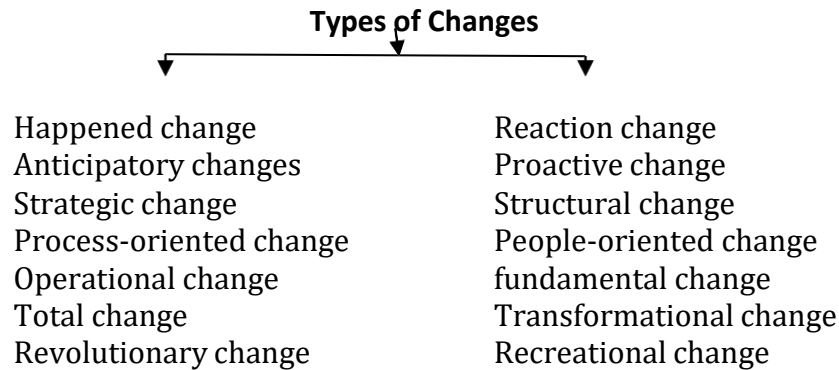 Types of Changes
Happened change
Anticipatory changes
Strategic change
Process-oriented change
Operational change
Total change
Revolutionary change
Reaction change
Proactive change
Structural change
People-oriented change
fundamental change
Transformational change
Recreational change